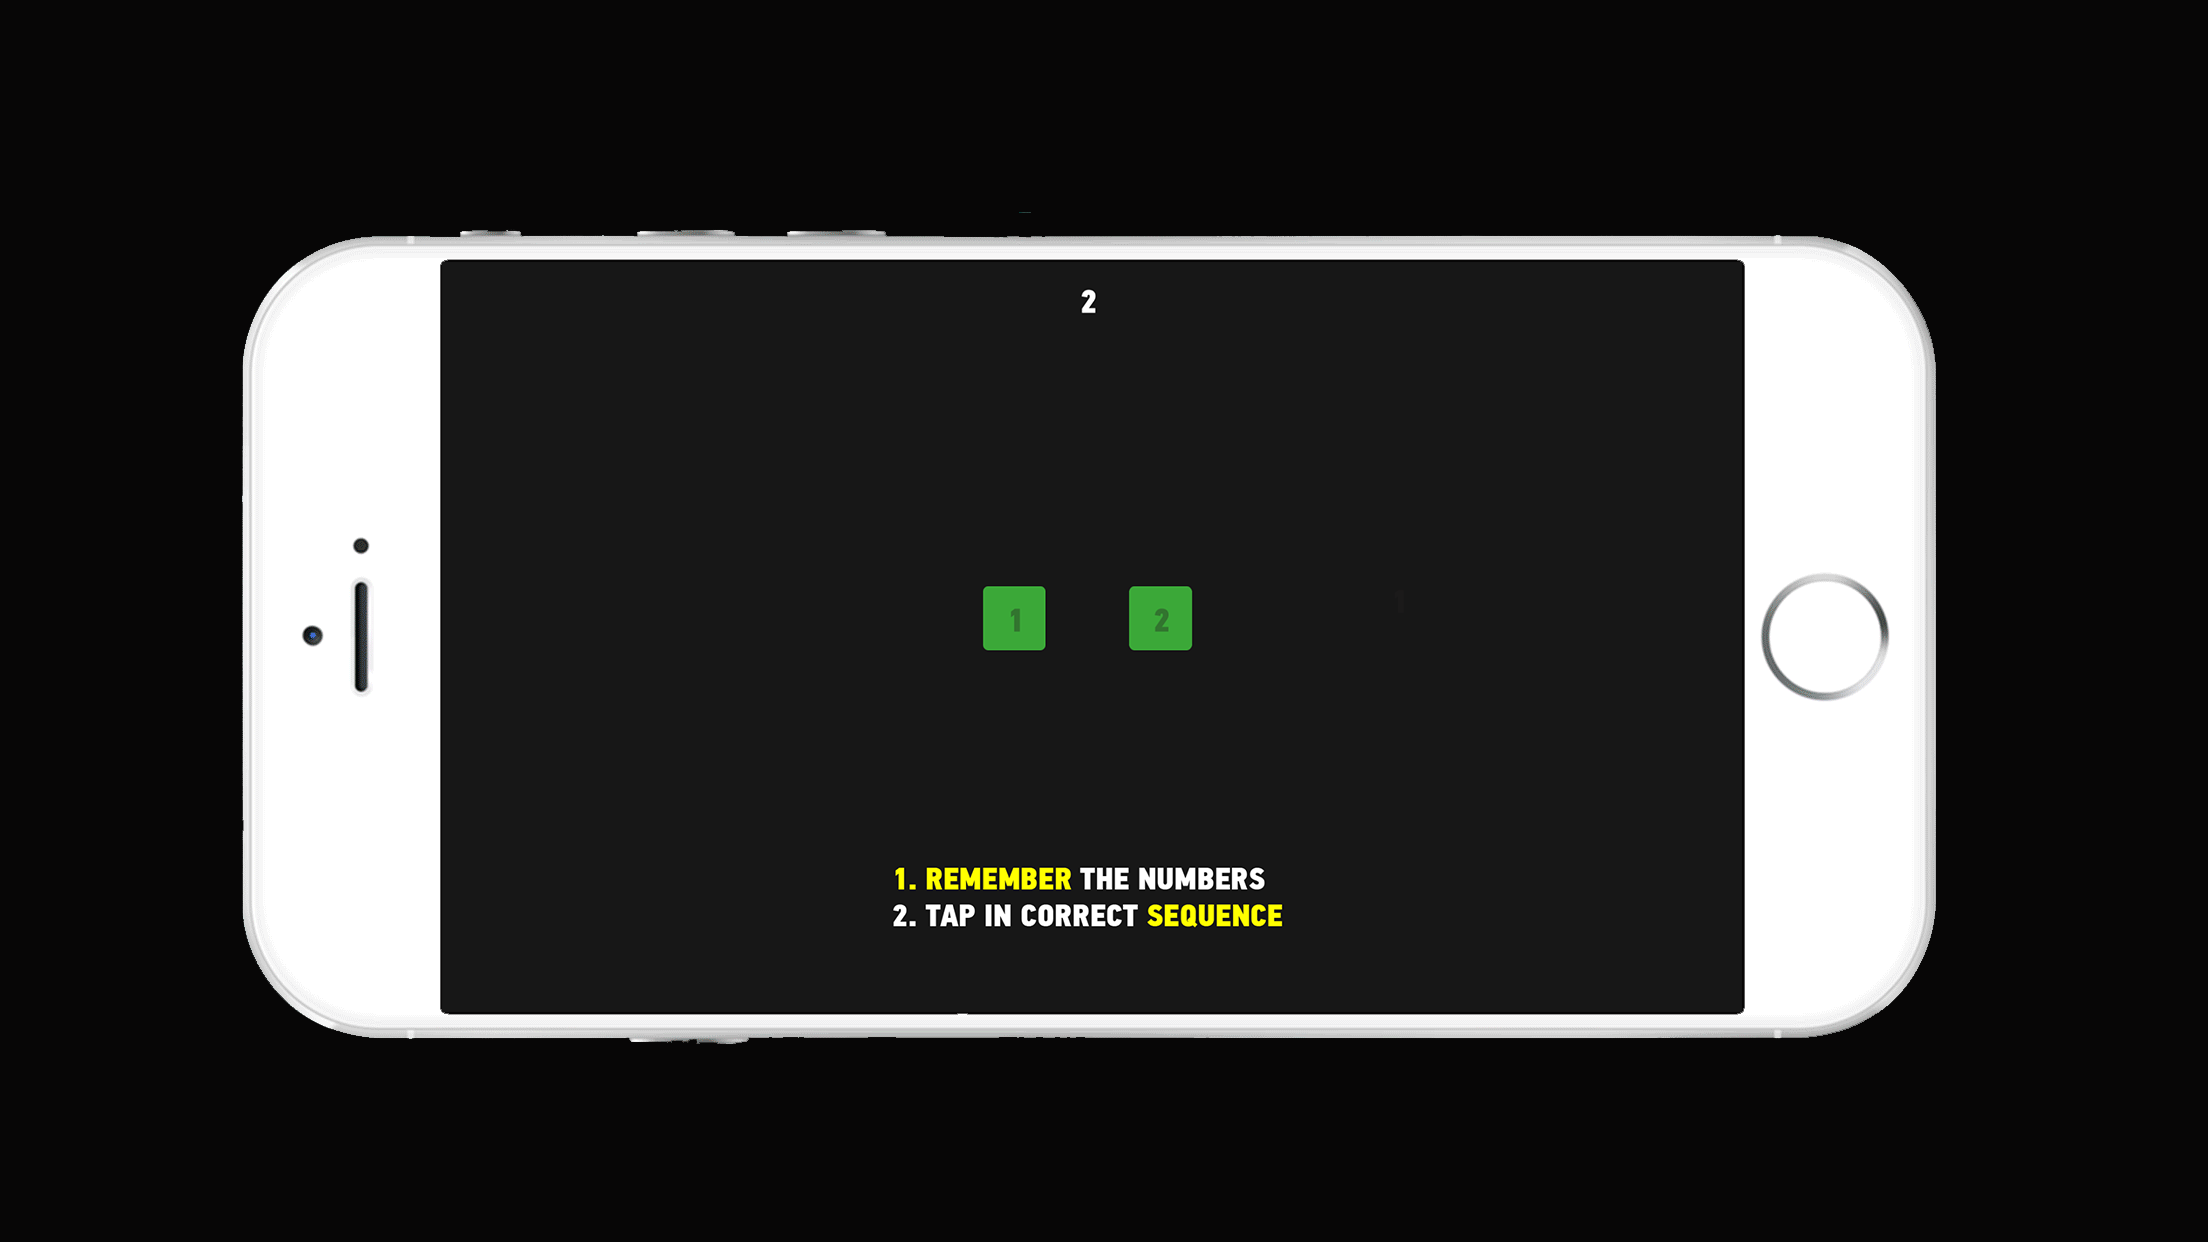 2
1 2
1. REMEMBER THE NUMBERS
2. TAP IN CORRECT SEQUENCE